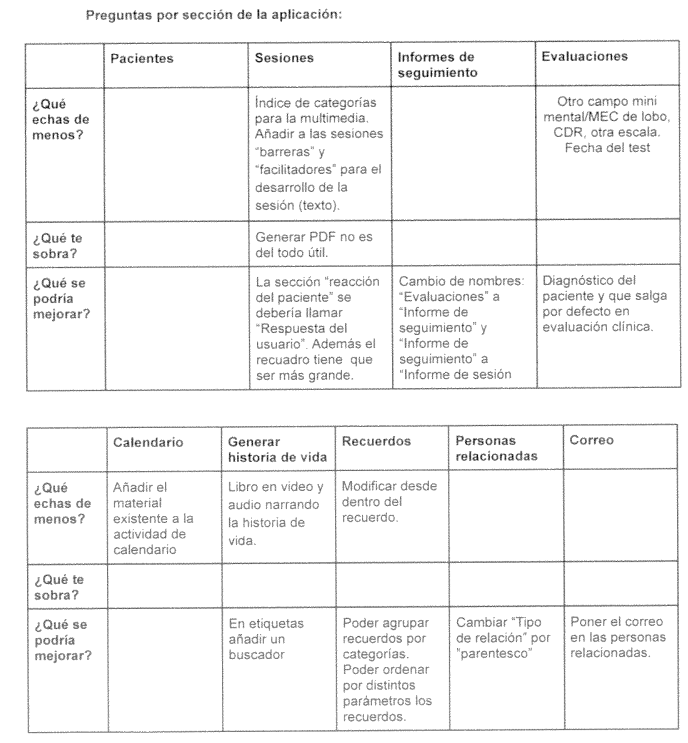 Preguntas por sección de la aplicación:
Pacientes
Sesiones
Informes de
seguimiento
Evaluaciones
¿Qué
echas de
menos?
Índice de categorías
para la multimedia.
Añadir a las sesiones
"barreras" y
"facilitadores" para el
desarrollo de la
sesión (texto).
Otro campo mini
mental/MEC de lobo,
CDR, otra escala.
Fecha del test
¿Qué te
sobra?
Generar PDF no es
del todo útil.
¿Qué se
podría
mejorar?
La sección "reacción
del paciente" se
debería llamar
"Respuesta del
usuario". Además el
recuadro tiene que
ser más grande.
Cambio de nombres:
"Evaluaciones" a
"Informe de
seguimiento" y
"Informe de
seguimiento" a
"Informe de sesión
Diagnóstico del
paciente y que salga
por defecto en
evaluación clínica.
Calendario
Generar
historia de vida
Recuerdos
Personas
relacionadas
Correo
¿Qué
echas de
menos?
Añadir el
material
existente a la
actividad de
calendario
Libro en video y
audio narrando
la historia de
vida.
Modificar desde
dentro del
recuerdo.
¿Qué te
sobra?
¿Qué se
podría
mejorar?
En etiquetas
añadir un
buscador
Poder agrupar
recuerdos por
categorías.
Poder ordenar
por distintos
parámetros los
recuerdos.
Cambiar "Tipo
de relación" por
"parentesco"
Poner el correo
en las personas
relacionadas.